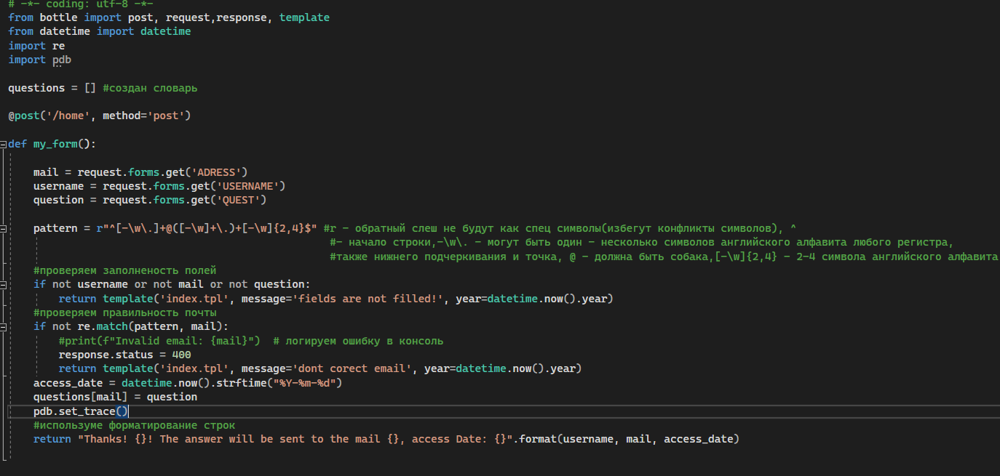 # -*- coding: utf-8 -*-
from bottle import post, request,response, template
from datetime import datetime
import re
import pdb
questions = [] #создан словарь
@post('/home', method='post')
def my_form():
mail = request.forms.get('ADRESS')
username = request.forms.get('USERNAME')
question = request.forms.get('QUEST')
pattern = r"^[-\w\.]+@([-\w]+\.)+[-\w]{2,4}$" #r - обратный слеш не будут как спец символы(избегут конфликты символов), ^
#- начало строки,-\w\. - могут быть один - несколько символов английского алфавита любого регистра,
#также нижнего подчеркивания и точка, @ - должна быть собака,[-\w]{2,4} - 2-4 символа английского алфавита
#проверяем заполненость полей
if not username or not mail or not question:
return template('index.tpl', message='fields are not filled!', year=datetime.now().year)
#проверяем правильность почты
if not re.match(pattern, mail):
#print(f"Invalid email: {mail}")  # логируем ошибку в консоль
response.status = 400
return template('index.tpl', message='dont corect email', year=datetime.now().year)
access_date = datetime.now().strftime("%Y-%m-%d")
questions[mail] = question
pdb.set_trace()
#используме форматирование строк
return "Thanks! {}! The answer will be sent to the mail {}, access Date: {}".format(username, mail, access_date)